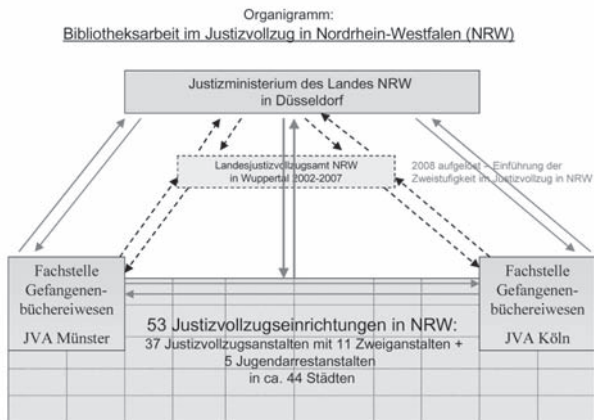 Organigramm:
Bibliotheksarbeit im Justizvollzug in Nordrhein-Westfalen (NRW)
Justizministerium des Landes NRW
in Düsseldorf
Landesjustizvollzugsamt NRW
in Wuppertal 2002-2007
2008 aufgelöst – Einführung der
Zweistufigkeit im Justizvollzug in NRW
Fachstelle
Gefangenen-
büchereiwesen
JVA Münster
Fachstelle
Gefangenen-
büchereiwesen
JVA Köln
53 Justizvollzugseinrichtungen in NRW:
37 Justizvollzugsanstalten mit 11 Zweiganstalten +
5 Jugendarrestanstalten
in ca. 44 Städten